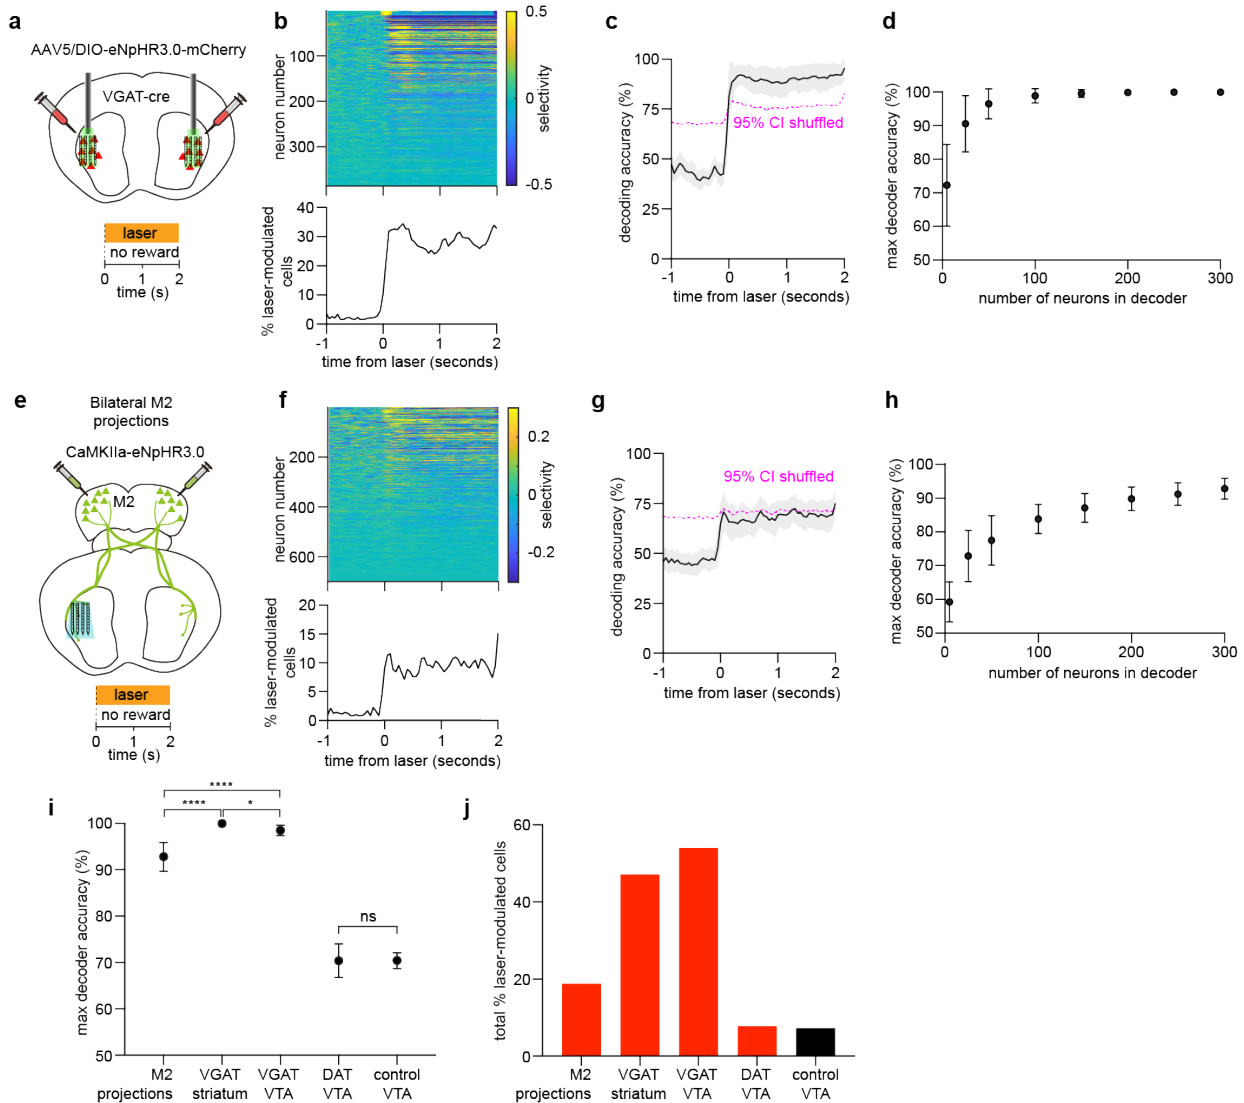 a
AAV5/DIO-eNpHR3.0-mCherry
VGAT-cre
laser
no reward
0 2
time (s)
b
100
200
300
neuron number
0.5
0
-0.5
selectivity
40
30
20
10
0
% laser-modulated
cells
-1 0 1 2
time from laser (seconds)
c
100
75
50
25
0
decoding accuracy (%)
95% CI shuffled
-1 0 1 2
time from laser (seconds)
d
100
90
80
70
60
50
max decoder accuracy (%)
0 100 200 300
number of neurons in decoder
e
Bilateral M2
projections
CaMKIIa-eNpHR3.0
M2
laser
no reward
0 2
time (s)
f
200
400
600
neuron number
0.2
0
-0.2
selectivity
20
15
10
5
0
% laser-modulated
cells
-1 0 1 2
time from laser (seconds)
g
100
75
50
25
0
decoding accuracy (%)
95% CI shuffled
-1 0 1 2
time from laser (seconds)
h
100
90
80
70
60
50
max decoder accuracy (%)
0 100 200 300
number of neurons in decoder
i
****
**** *
ns
100
90
80
70
60
50
max decoder accuracy (%)
M2 VGAT VGAT DAT control
projections striatum VTA VTA VTA
j
60
40
20
0
total % laser-modulated cells
M2 VGAT VGAT DAT control
projections striatum VTA VTA VTA